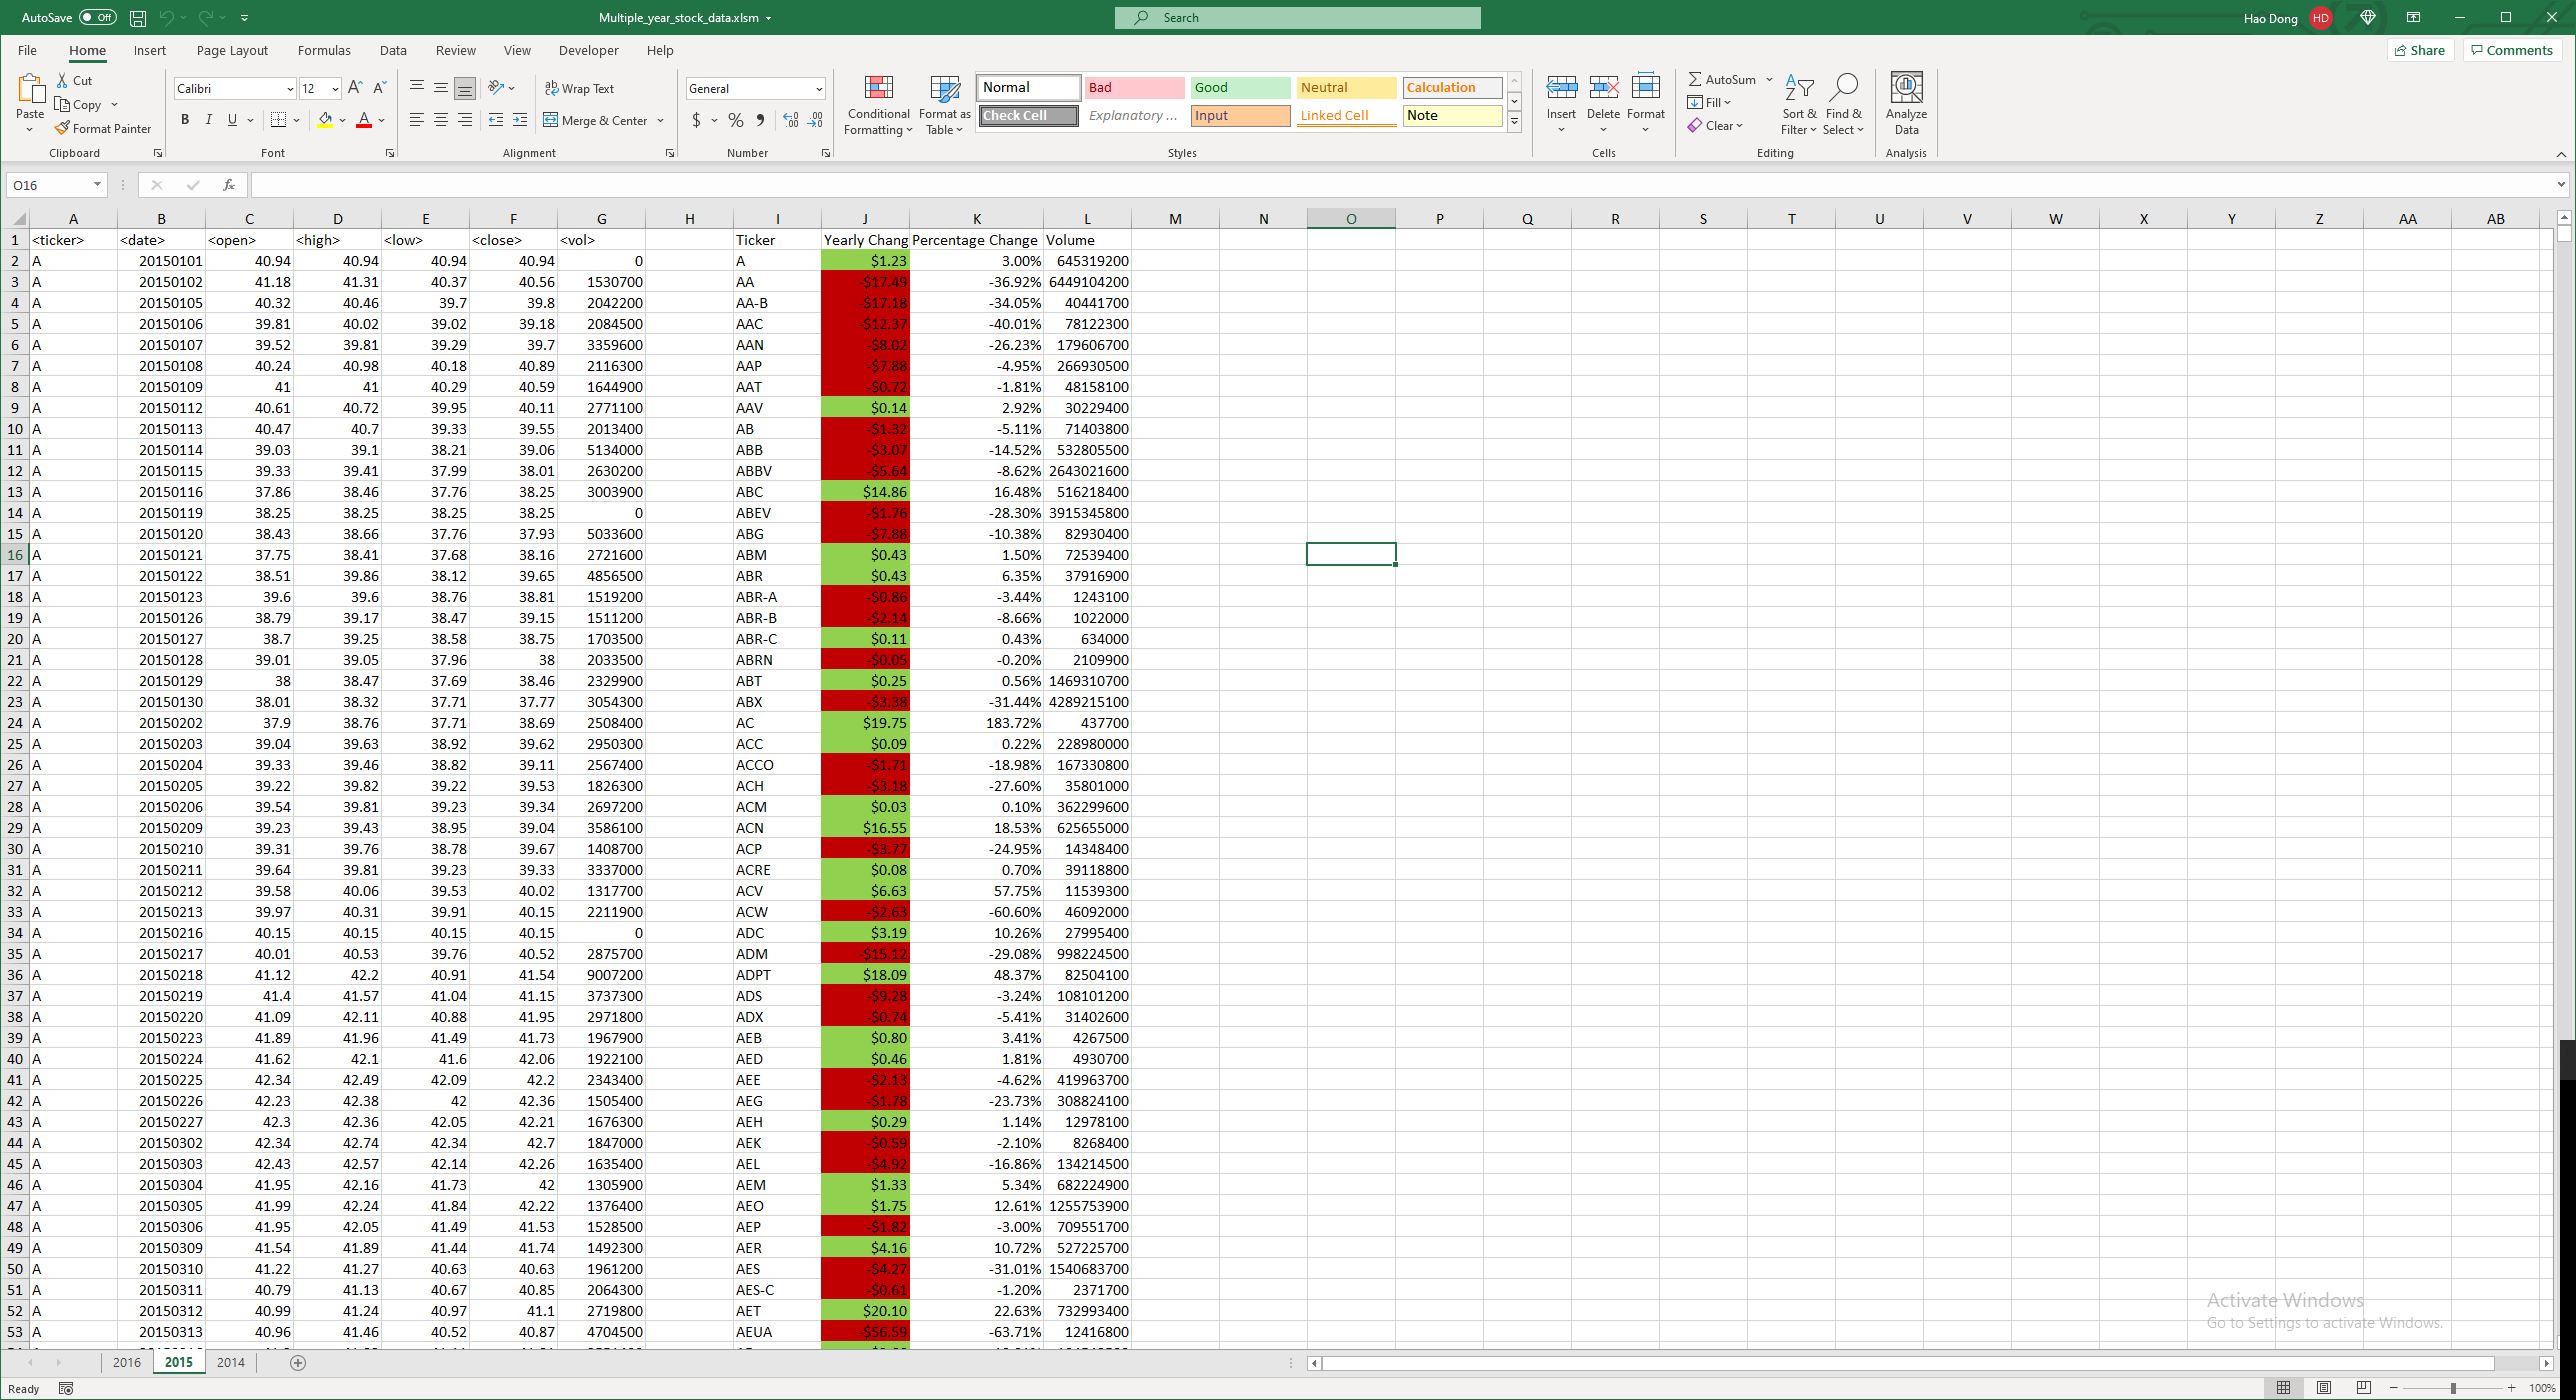 AutoSave Off Multiple_year_stock_data.xlsm Search Hao Dong HD
File Home Insert Page Layout Formulas Data Review View Developer Help Share Comments
Paste Cut Copy Format Painter Clipboard
Calibri 12 B I U A Font
Wrap Text Merge & Center Alignment
General $ % Number
Conditional Formatting Format as Table
Normal Bad Good Neutral Calculation
Check Cell Explanatory ... Input Linked Cell Note
Styles
Insert Delete Format Cells
AutoSum Fill Clear Sort & Filter Find & Select Editing
Analyze Data Analysis
O16 fx
A B C D E F G H I J K L M N O P Q R S T U V W X Y Z AA AB
1 <ticker> <date> <open> <high> <low> <close> <vol> Ticker Yearly Chang Percentage Change Volume
2 A 20150101 40.94 40.94 40.94 40.94 0 A $1.23 3.00% 645319200
3 A 20150102 41.18 41.31 40.37 40.56 1530700 AA -$17.49 -36.92% 6449104200
4 A 20150105 40.32 40.46 39.7 39.8 2042200 AA-B -$17.18 -34.05% 40441700
5 A 20150106 39.81 40.02 39.02 39.18 2084500 AAC -$12.37 -40.01% 78122300
6 A 20150107 39.52 39.81 39.29 39.7 3359600 AAN -$8.02 -26.23% 179606700
7 A 20150108 40.24 40.98 40.18 40.89 2116300 AAP -$7.88 -4.95% 266930500
8 A 20150109 41 41 40.29 40.59 1644900 AAT -$0.72 -1.81% 48158100
9 A 20150112 40.61 40.72 39.95 40.11 2771100 AAV $0.14 2.92% 30229400
10 A 20150113 40.47 40.7 39.33 39.55 2013400 AB -$1.32 -5.11% 71403800
11 A 20150114 39.03 39.1 38.21 39.06 5134000 ABB -$3.07 -14.52% 532805500
12 A 20150115 39.33 39.41 37.99 38.01 2630200 ABBV -$5.64 -8.62% 2643021600
13 A 20150116 37.86 38.46 37.76 38.25 3003900 ABC $14.86 16.48% 516218400
14 A 20150119 38.25 38.25 38.25 38.25 0 ABEV -$1.76 -28.30% 3915345800
15 A 20150120 38.43 38.66 37.76 37.93 5033600 ABG -$7.88 -10.38% 82930400
16 A 20150121 37.75 38.41 37.68 38.16 2721600 ABM $0.43 1.50% 72539400
17 A 20150122 38.51 39.86 38.12 39.65 4856500 ABR $0.43 6.35% 37916900
18 A 20150123 39.6 39.6 38.76 38.81 1519200 ABR-A -$0.86 -3.44% 1243100
19 A 20150126 38.79 39.17 38.47 39.15 1511200 ABR-B -$2.14 -8.66% 1022000
20 A 20150127 38.7 39.25 38.58 38.75 1703500 ABR-C $0.11 0.43% 634000
21 A 20150128 39.01 39.05 37.96 38 2033500 ABRN -$0.05 -0.20% 2109900
22 A 20150129 38 38.47 37.69 38.46 2329900 ABT $0.25 0.56% 1469310700
23 A 20150130 38.01 38.32 37.71 37.77 3054300 ABX -$3.38 -31.44% 4289215100
24 A 20150202 37.9 38.76 37.71 38.69 2508400 AC $19.75 183.72% 437700
25 A 20150203 39.04 39.63 38.92 39.62 2950300 ACC $0.09 0.22% 228980000
26 A 20150204 39.33 39.46 38.82 39.11 2567400 ACCO -$1.71 -18.98% 167330800
27 A 20150205 39.22 39.82 39.22 39.53 1826300 ACH -$3.18 -27.60% 35801000
28 A 20150206 39.54 39.81 39.23 39.34 2697200 ACM $0.03 0.10% 362299600
29 A 20150209 39.23 39.43 38.95 39.04 3586100 ACN $16.55 18.53% 625655000
30 A 20150210 39.31 39.76 38.78 39.67 1408700 ACP -$3.77 -24.95% 14348400
31 A 20150211 39.64 39.81 39.23 39.33 3337000 ACRE $0.08 0.70% 39118800
32 A 20150212 39.58 40.06 39.53 40.02 1317700 ACV $6.63 57.75% 11539300
33 A 20150213 39.97 40.31 39.91 40.15 2211900 ACW -$2.63 -60.60% 46092000
34 A 20150216 40.15 40.15 40.15 40.15 0 ADC $3.19 10.26% 27995400
35 A 20150217 40.01 40.53 39.76 40.52 2875700 ADM -$15.12 -29.08% 998224500
36 A 20150218 41.12 42.2 40.91 41.54 9007200 ADPT $18.09 48.37% 82504100
37 A 20150219 41.4 41.57 41.04 41.15 3737300 ADS -$9.28 -3.24% 108101200
38 A 20150220 41.09 42.11 40.88 41.95 2971800 ADX -$0.74 -5.41% 31402600
39 A 20150223 41.89 41.96 41.49 41.73 1967900 AEB $0.80 3.41% 4267500
40 A 20150224 41.62 42.1 41.6 42.06 1922100 AED $0.46 1.81% 4930700
41 A 20150225 42.34 42.49 42.09 42.2 2343400 AEE -$2.13 -4.62% 419963700
42 A 20150226 42.23 42.38 42 42.36 1505400 AEG -$1.78 -23.73% 308824100
43 A 20150227 42.3 42.36 42.05 42.21 1676300 AEH $0.29 1.14% 12978100
44 A 20150302 42.34 42.74 42.34 42.7 1847000 AEK -$0.59 -2.10% 8268400
45 A 20150303 42.43 42.57 42.14 42.26 1635400 AEL -$4.92 -16.86% 134214500
46 A 20150304 41.95 42.16 41.73 42 1305900 AEM $1.33 5.34% 682224900
47 A 20150305 41.99 42.24 41.84 42.22 1376400 AEO $1.75 12.61% 1255753900
48 A 20150306 41.95 42.05 41.49 41.53 1528500 AEP -$1.82 -3.00% 709551700
49 A 20150309 41.54 41.89 41.44 41.74 1492300 AER $4.16 10.72% 527225700
50 A 20150310 41.22 41.27 40.63 40.63 1961200 AES -$4.27 -31.01% 1540683700
51 A 20150311 40.79 41.13 40.67 40.85 2064300 AES-C -$0.61 -1.20% 2371700
52 A 20150312 40.99 41.24 40.97 41.1 2719800 AET $20.10 22.63% 732993400
53 A 20150313 40.96 41.46 40.52 40.87 4704500 AEUA -$56.59 -63.71% 12416800
Activate Windows
Go to Settings to activate Windows.
2016 2015 2014
Ready 100%